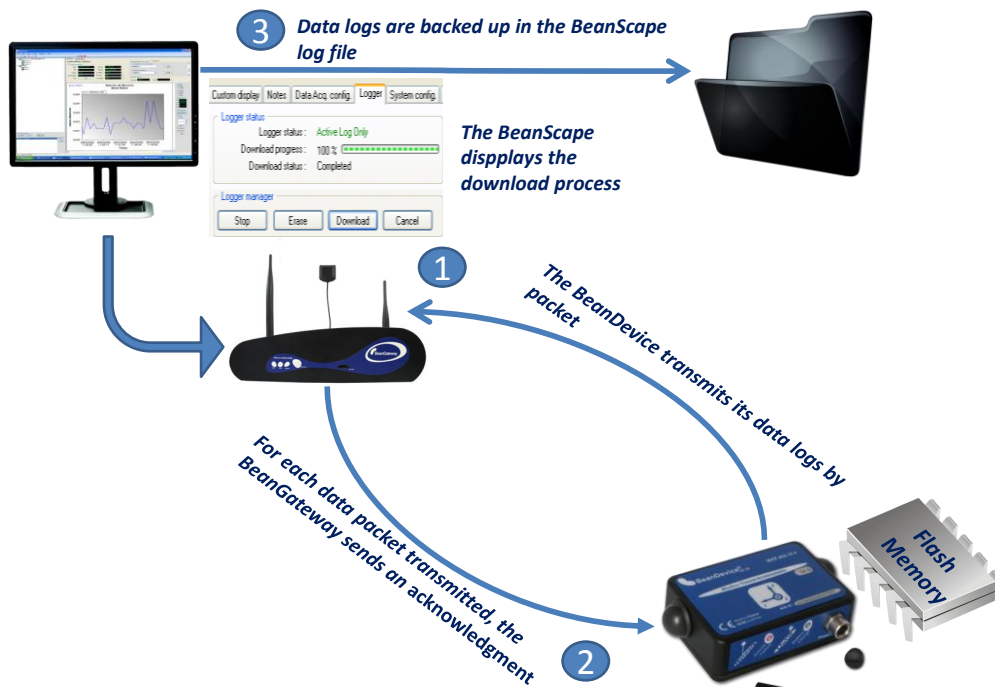 3
Data logs are backed up in the BeanScape
log file
Custom display Notes Data Acq. config. Logger System config.
Logger status
Logger status : Active Log Only
Download progress : 100 %
Download status : Completed
Logger manager
Stop Erase Download Cancel
The BeanScape
dispplays the
download process
1
The BeanDevice transmits its data logs by
packet
BeanGateway
For each data packet transmitted, the
BeanGateway sends an acknowledgment
2
BeanDevice
Flash
Memory